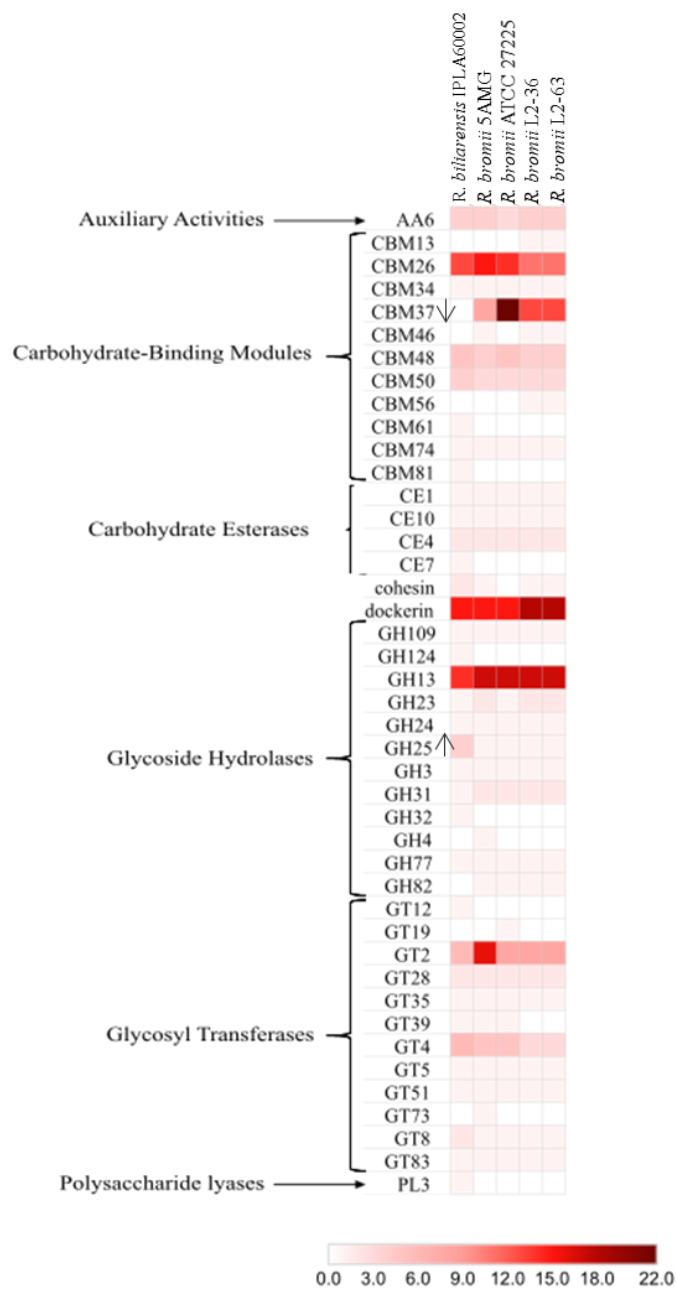 R. biliarensis IPLA60002
R. bromii 5AMG
R. bromii ATCC 27225
R. bromii L2-36
R. bromii L2-63
Auxiliary Activities
AA6
CBM13
CBM26
CBM34
CBM37
CBM46
Carbohydrate-Binding Modules
CBM48
CBM50
CBM56
CBM61
CBM74
CBM81
CE1
CE10
Carbohydrate Esterases
CE4
CE7
cohesin
dockerin
GH109
GH124
GH13
GH23
GH24
GH25
Glycoside Hydrolases
GH3
GH31
GH32
GH4
GH77
GH82
GT12
GT19
GT2
GT28
GT35
GT39
Glycosyl Transferases
GT4
GT5
GT51
GT73
GT8
GT83
Polysaccharide lyases
PL3
0.0 3.0 6.0 9.0 12.0 15.0 18.0 22.0